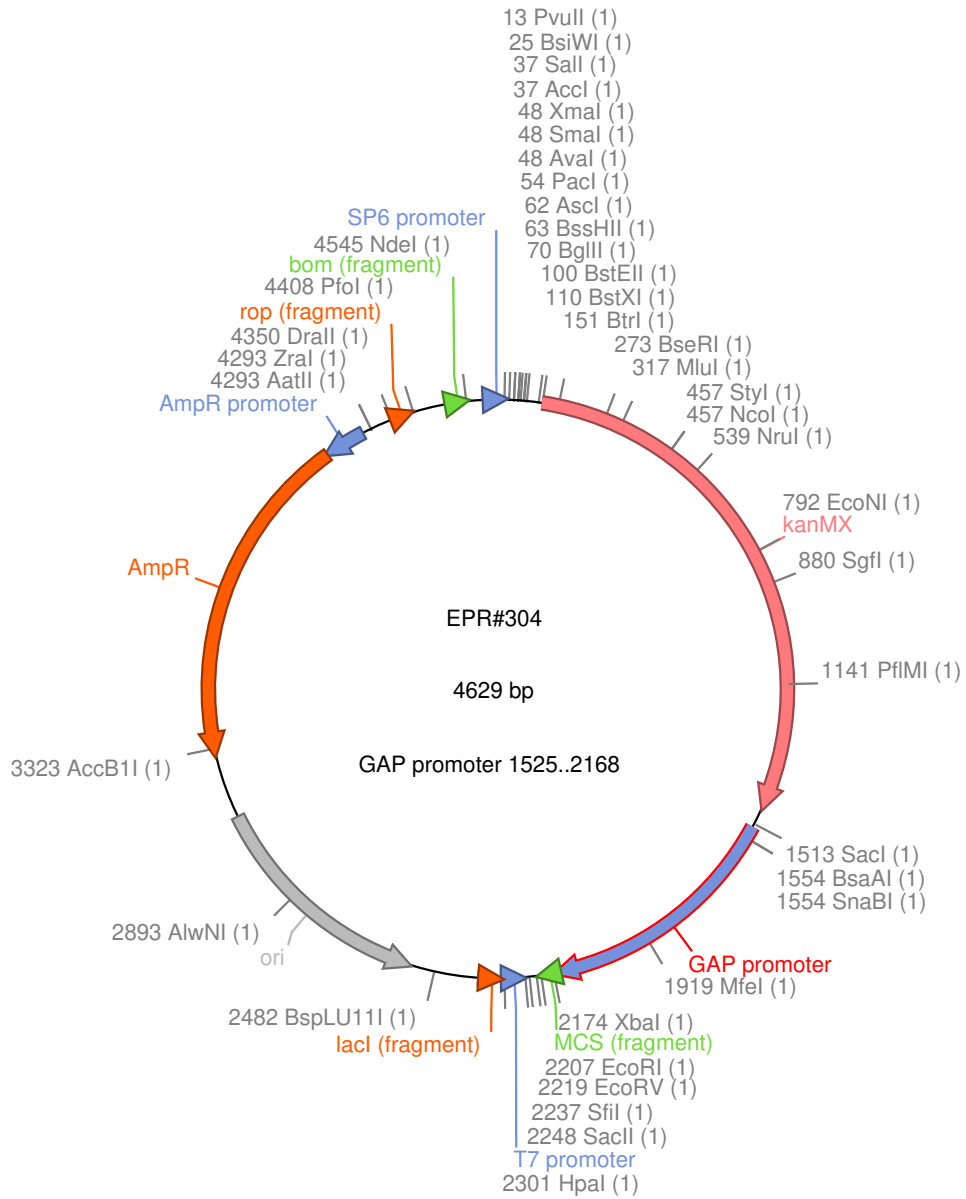 13 PvuII (1)
25 BsiWI (1)
37 SalI (1)
37 AccI (1)
48 XmaI (1)
48 SmaI (1)
48 AvaI (1)
54 PacI (1)
62 AscI (1)
63 BssHII (1)
70 BglII (1)
100 BstEII (1)
110 BstXI (1)
151 BtrI (1)
273 BseRI (1)
317 MluI (1)
457 StyI (1)
457 NcoI (1)
539 NruI (1)
792 EcoNI (1)
kanMX
880 SgfI (1)
1141 PflMI (1)
1513 SacI (1)
1554 BsaAI (1)
1554 SnaBI (1)
GAP promoter
1919 MfeI (1)
2174 XbaI (1)
MCS (fragment)
2207 EcoRI (1)
2219 EcoRV (1)
2237 SfiI (1)
2248 SacII (1)
T7 promoter
2301 HpaI (1)
lacI (fragment)
2482 BspLU11I (1)
ori
2893 AlwNI (1)
3323 AccB1I (1)
AmpR
AmpR promoter
4293 AatII (1)
4293 ZraI (1)
4350 DraII (1)
rop (fragment)
4408 PfoI (1)
bom (fragment)
4545 NdeI (1)
SP6 promoter
EPR#304
4629 bp
GAP promoter 1525..2168